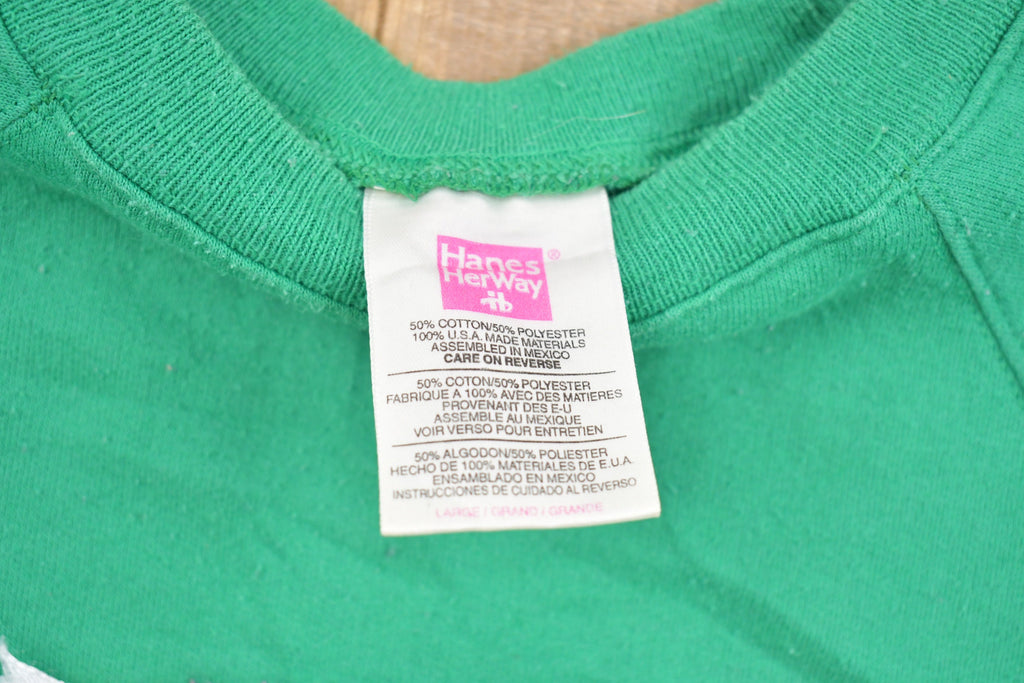 Hanes ®
HerWay
50% COTTON/50% POLYESTER
100% U.S.A. MADE MATERIALS
ASSEMBLED IN MEXICO
CARE ON REVERSE
50% COTON/50% POLYESTER
FABRIQUE A 100% AVEC DES MATIERES
PROVENANT DES E-U
ASSEMBLE AU MEXIQUE
VOIR VERSO POUR ENTRETIEN
50% ALGODON/50% POLIESTER
HECHO DE 100% MATERIALES DE E.U.A.
ENSAMBLADO EN MEXICO
INSTRUCCIONES DE CUIDADO AL REVERSO
LARGE / GRAND / GRANDE